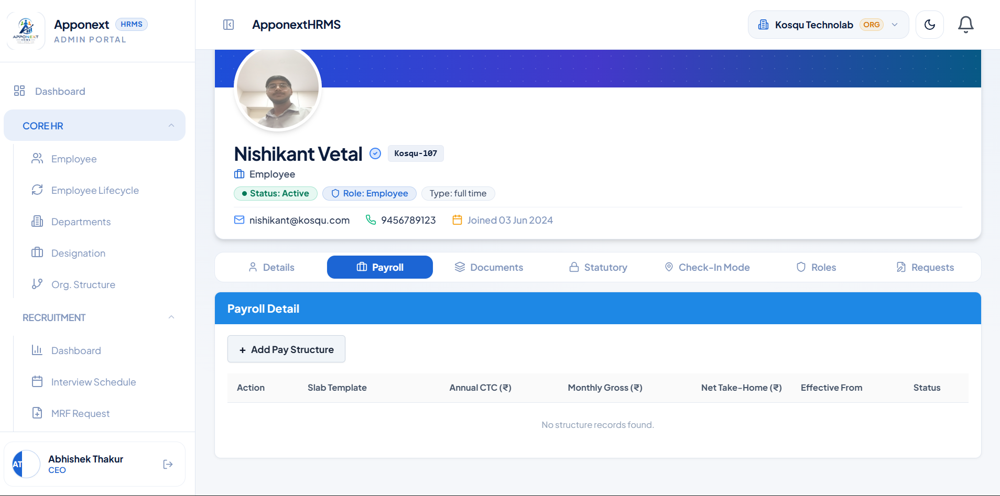 APPONEXT
HRMS
Apponext HRMS
ADMIN PORTAL
Dashboard
CORE HR
Employee
Employee Lifecycle
Departments
Designation
Org. Structure
RECRUITMENT
Dashboard
Interview Schedule
MRF Request
AT
Abhishek Thakur
CEO
ApponextHRMS
Kosqu Technolab ORG
Nishikant Vetal Kosqu-107
Employee
Status: Active Role: Employee Type: full time
nishikant@kosqu.com 9456789123 Joined 03 Jun 2024
Details Payroll Documents Statutory Check-In Mode Roles Requests
Payroll Detail
+ Add Pay Structure
Action Slab Template Annual CTC (₹) Monthly Gross (₹) Net Take-Home (₹) Effective From Status
No structure records found.